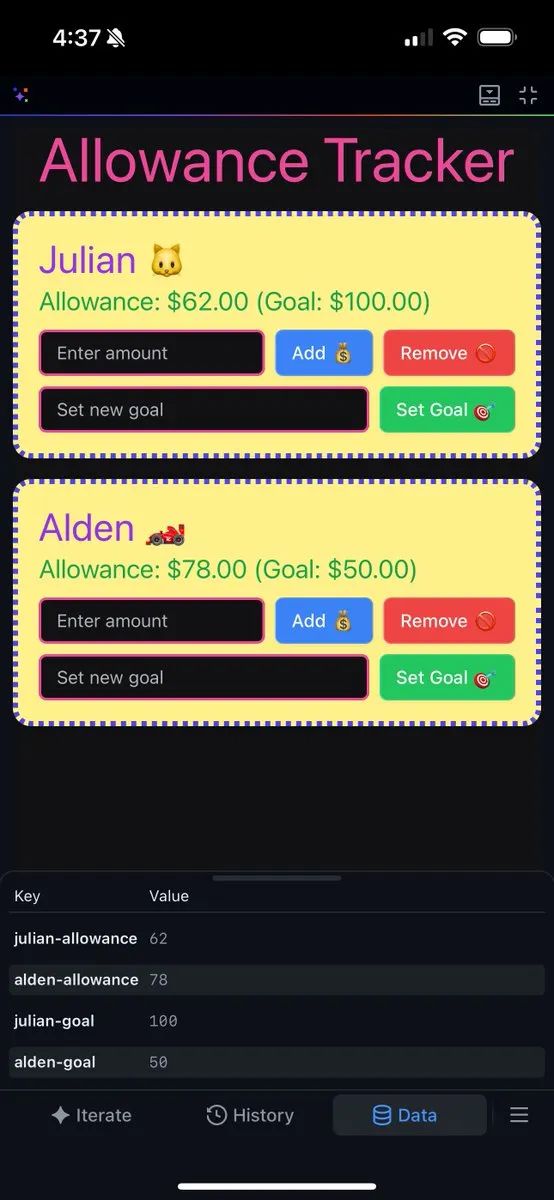 4:37
Allowance Tracker
Julian 🐱
Allowance: $62.00 (Goal: $100.00)
Enter amount Add 💰 Remove 🚫
Set new goal Set Goal 🎯
Alden 🏎️
Allowance: $78.00 (Goal: $50.00)
Enter amount Add 💰 Remove 🚫
Set new goal Set Goal 🎯
Key Value
julian-allowance 62
alden-allowance 78
julian-goal 100
alden-goal 50
Iterate History Data